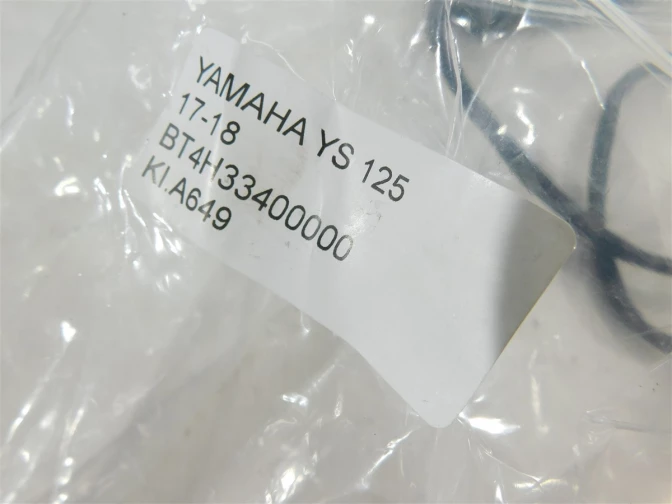 YAMAHA YS 125
17-18
BT4H33400000
KI.A649